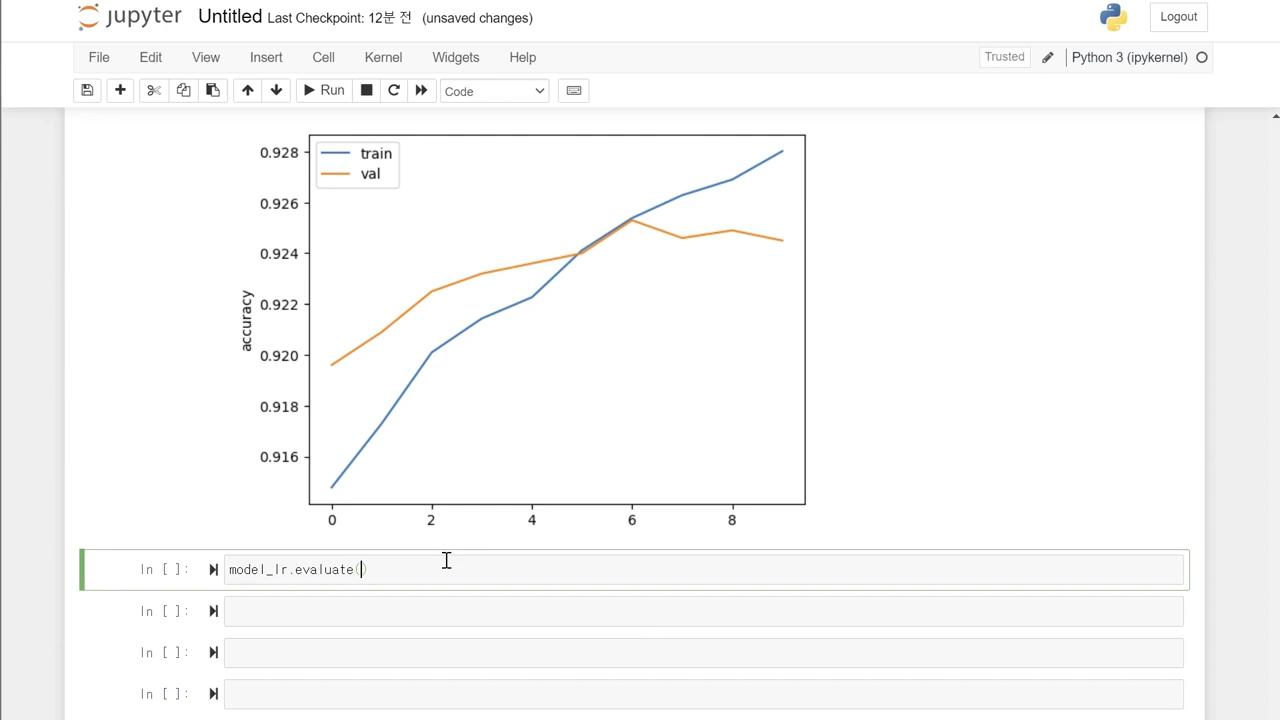 jupyter Untitled Last Checkpoint: 12분 전 (unsaved changes) Logout
File Edit View Insert Cell Kernel Widgets Help Trusted Python 3 (ipykernel)
Run Code
train
val
0.928
0.926
0.924
0.922
0.920
0.918
0.916
accuracy
0 2 4 6 8
In [ ]: model_lr.evaluate()
In [ ]:
In [ ]:
In [ ]: